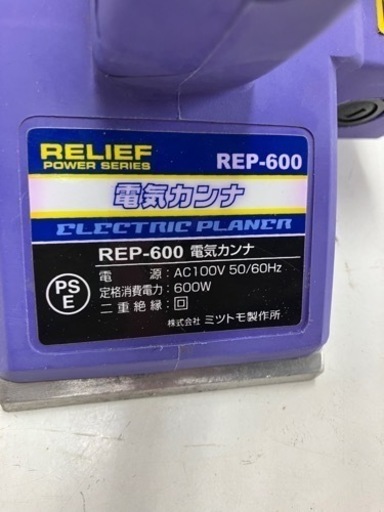 RELIEF
POWER SERIES
REP-600
電気カンナ
ELECTRIC PLANER
REP-600 電気カンナ
電 源:AC100V 50/60Hz
定格消費電力:600W
二重絶縁:回
PS
E
株式会社 ミツトモ製作所